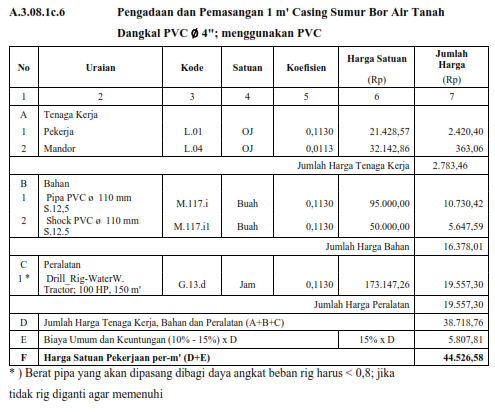 A.3.08.1c.6 Pengadaan dan Pemasangan 1 m' Casing Sumur Bor Air Tanah
Dangkal PVC Ø 4"; menggunakan PVC
No Uraian Kode Satuan Koefisien Harga Satuan (Rp) Jumlah Harga (Rp)
1 2 3 4 5 6 7
A Tenaga Kerja
1 Pekerja L.01 OJ 0,1130 21.428,57 2.420,40
2 Mandor L.04 OJ 0,0113 32.142,86 363,06
Jumlah Harga Tenaga Kerja 2.783,46
B Bahan
1 Pipa PVC ø 110 mm S.12,5 M.117.i Buah 0,1130 95.000,00 10.730,42
2 Shock PVC ø 110 mm S.12.5 M.117.i1 Buah 0,1130 50.000,00 5.647,59
Jumlah Harga Bahan 16.378,01
C Peralatan
1 * Drill_Rig-WaterW. Tractor; 100 HP, 150 m' G.13.d Jam 0,1130 173.147,26 19.557,30
Jumlah Harga Peralatan 19.557,30
D Jumlah Harga Tenaga Kerja, Bahan dan Peralatan (A+B+C) 38.718,76
E Biaya Umum dan Keuntungan (10% - 15%) x D 15% x D 5.807,81
F Harga Satuan Pekerjaan per-m' (D+E) 44.526,58
* ) Berat pipa yang akan dipasang dibagi daya angkat beban rig harus < 0,8; jika
tidak rig diganti agar memenuhi